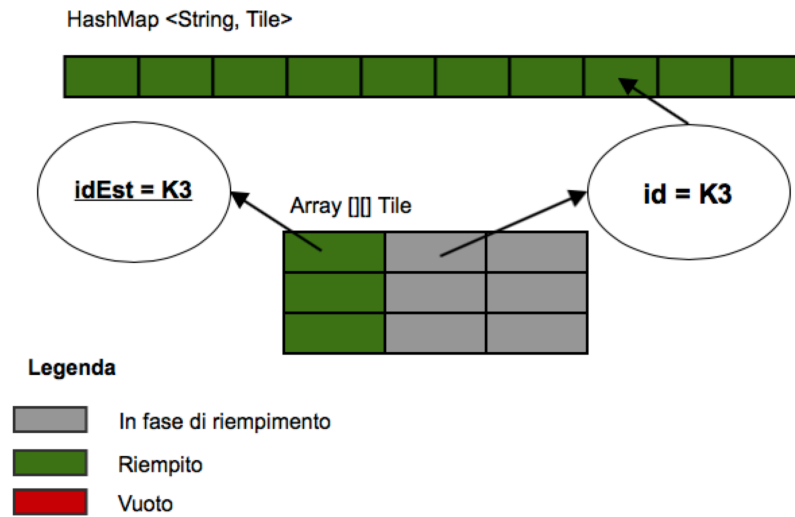 HashMap <String, Tile>
idEst = K3
id = K3
Array [][] Tile
Legenda
In fase di riempimento
Riempito
Vuoto